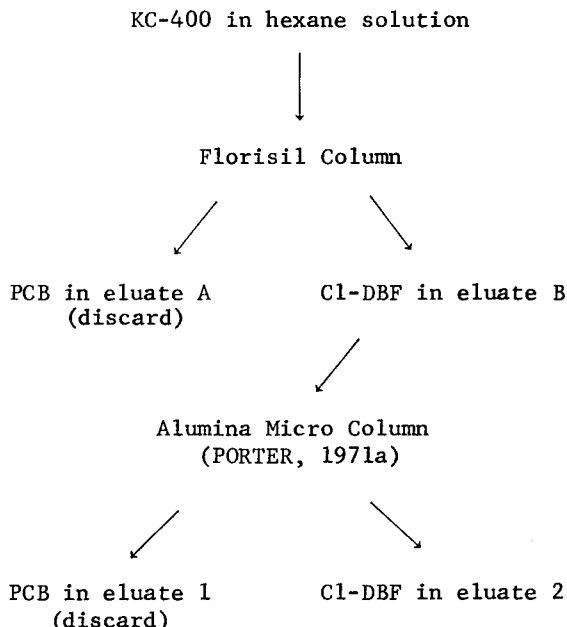 KC-400 in hexane solution
Florisil Column
PCB in eluate A
(discard)
Cl-DBF in eluate B
Alumina Micro Column
(PORTER, 1971a)
PCB in eluate 1
(discard)
Cl-DBF in eluate 2